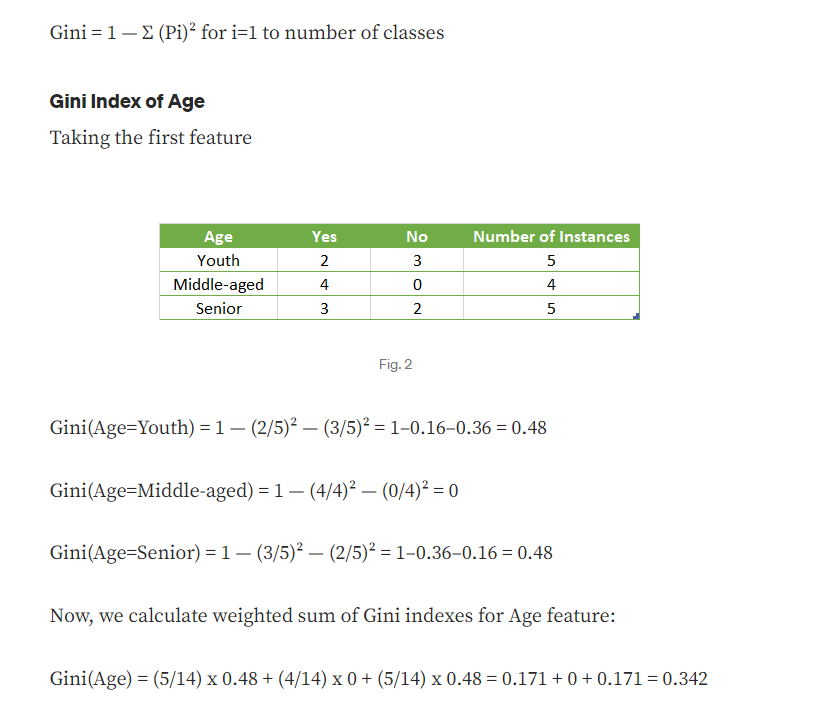 Gini = 1 — Σ (Pi)² for i=1 to number of classes
Gini Index of Age
Taking the first feature
Age Yes No Number of Instances
Youth 2 3 5
Middle-aged 4 0 4
Senior 3 2 5
Fig. 2
Gini(Age=Youth) = 1 — (2/5)² — (3/5)² = 1–0.16–0.36 = 0.48
Gini(Age=Middle-aged) = 1 — (4/4)² — (0/4)² = 0
Gini(Age=Senior) = 1 — (3/5)² — (2/5)² = 1–0.36–0.16 = 0.48
Now, we calculate weighted sum of Gini indexes for Age feature:
Gini(Age) = (5/14) x 0.48 + (4/14) x 0 + (5/14) x 0.48 = 0.171 + 0 + 0.171 = 0.342